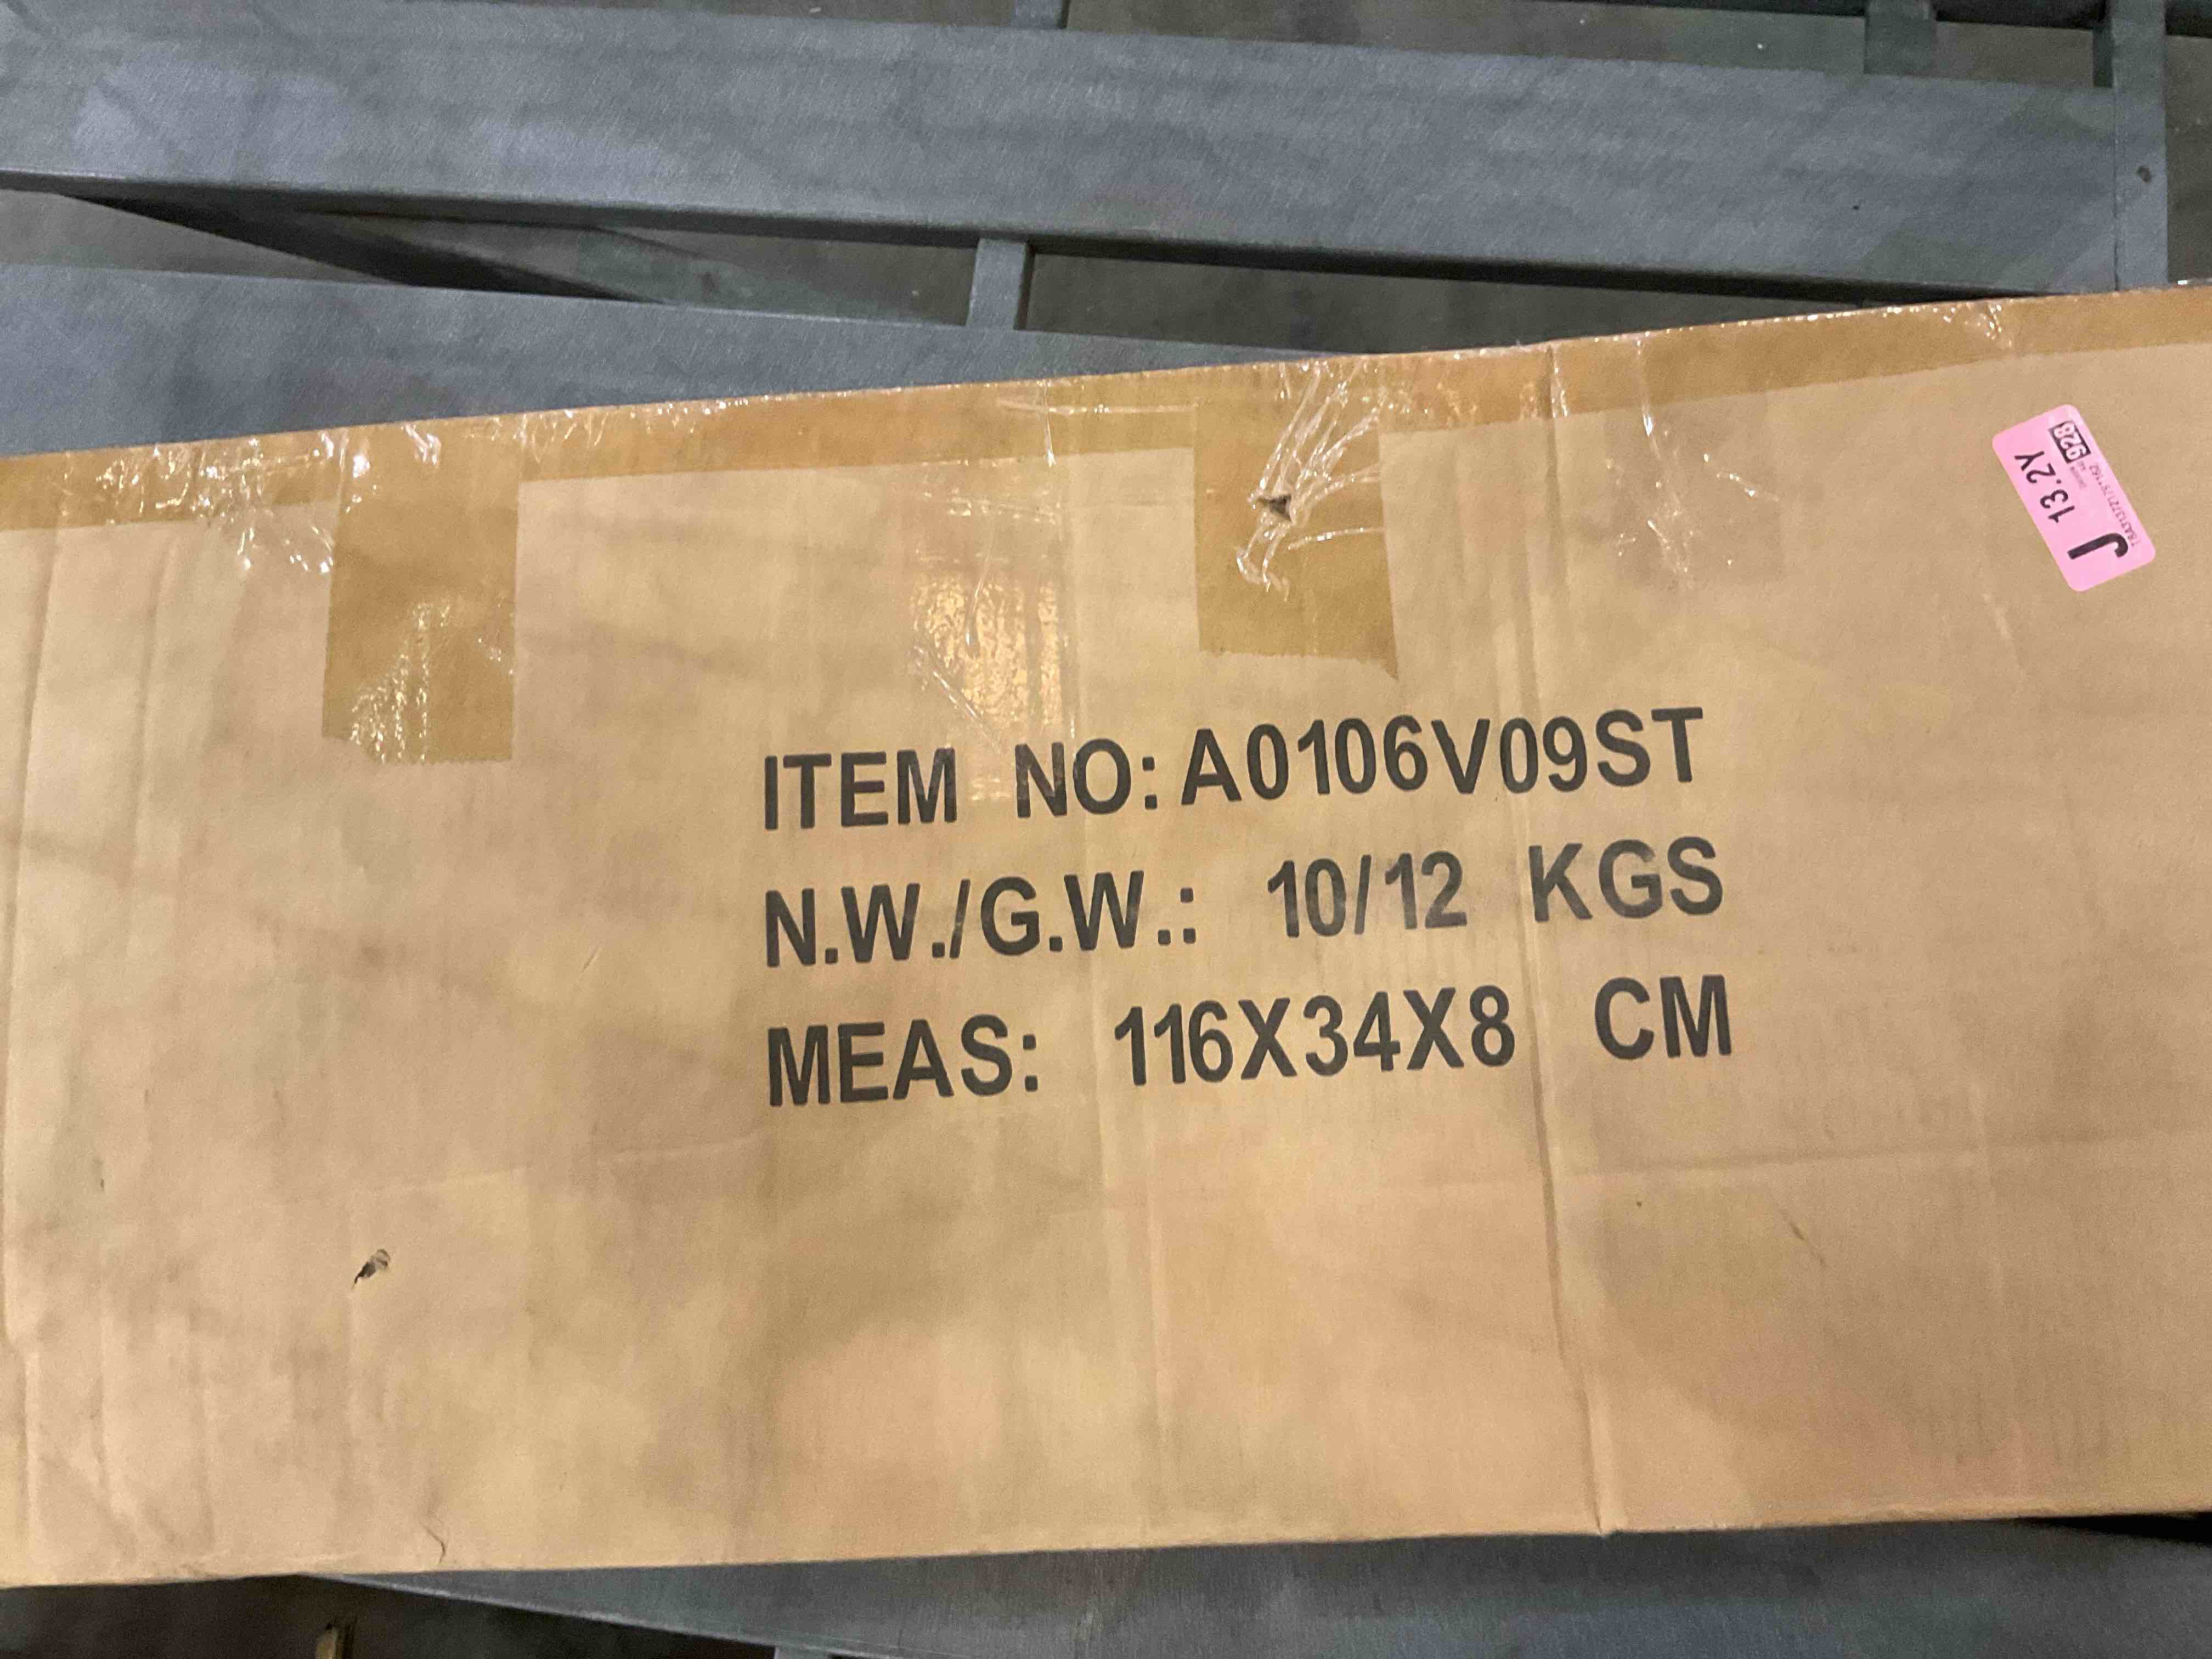 ITEM NO: A0106V09ST
N.W./G.W.: 10/12 KGS
MEAS: 116X34X8 CM
J 13.2Y
928